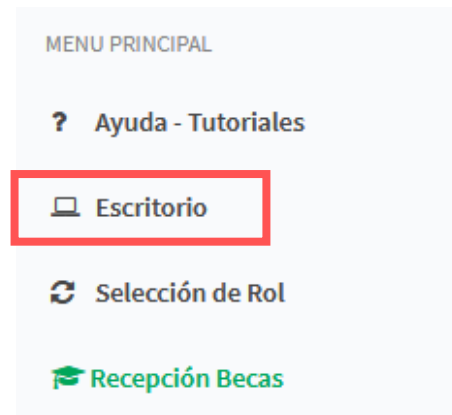 MENU PRINCIPAL
? Ayuda - Tutoriales
Escritorio
Selección de Rol
Recepción Becas